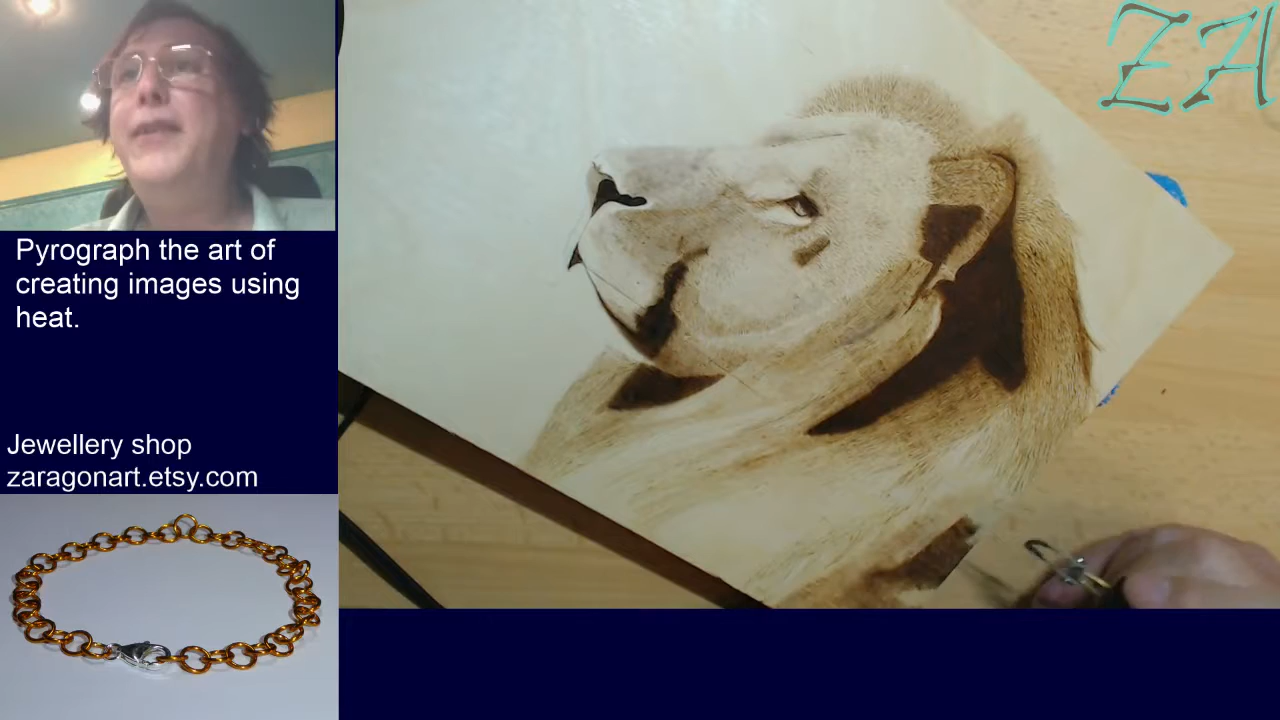 ZA
Pyrograph the art of
creating images using
heat.
Jewellery shop
zaragonart.etsy.com